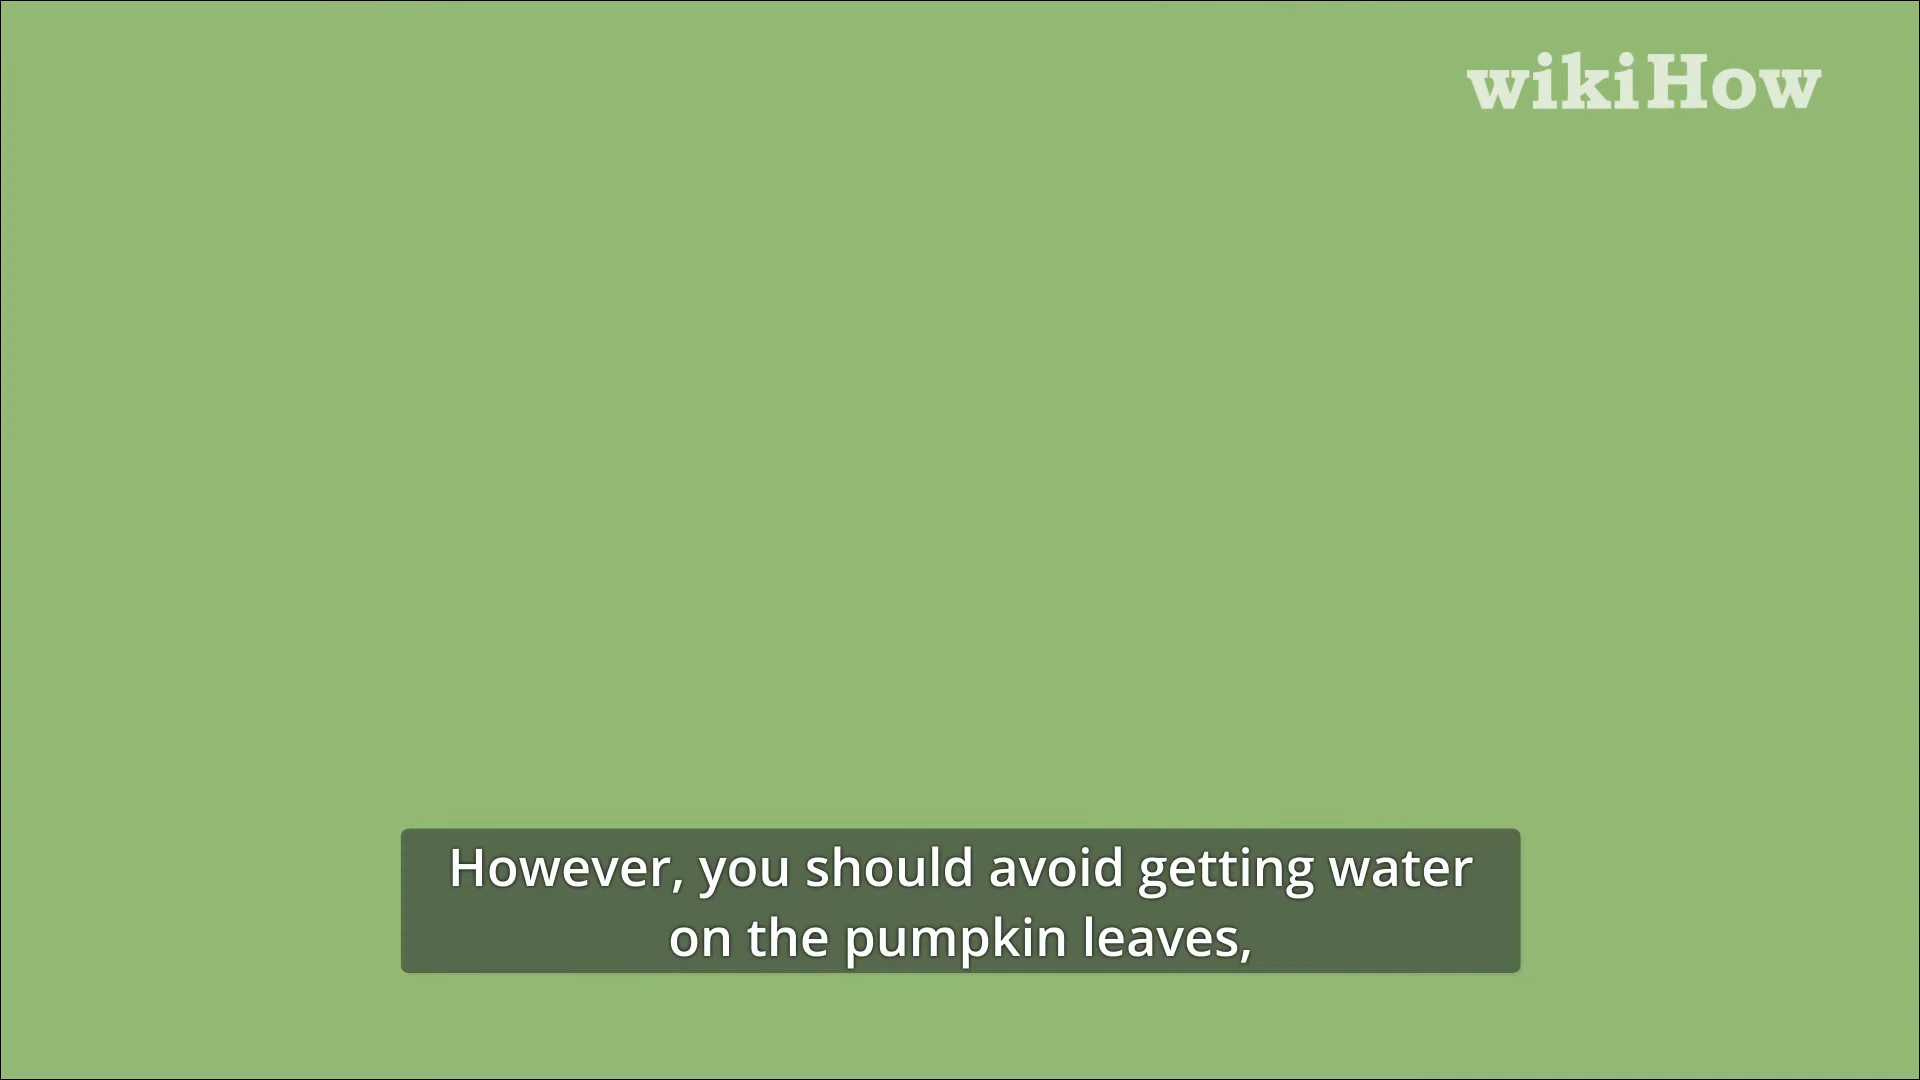 wikiHow
However, you should avoid getting water
on the pumpkin leaves,